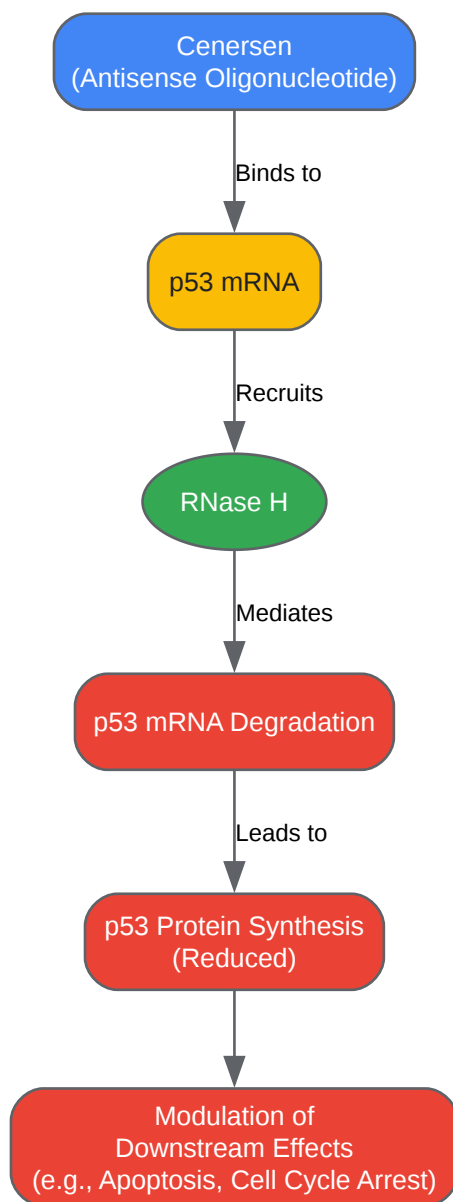 Cenersen
(Antisense Oligonucleotide)
Binds to
p53 mRNA
Recruits
RNase H
Mediates
p53 mRNA Degradation
Leads to
p53 Protein Synthesis
(Reduced)
Modulation of
Downstream Effects
(e.g., Apoptosis, Cell Cycle Arrest)